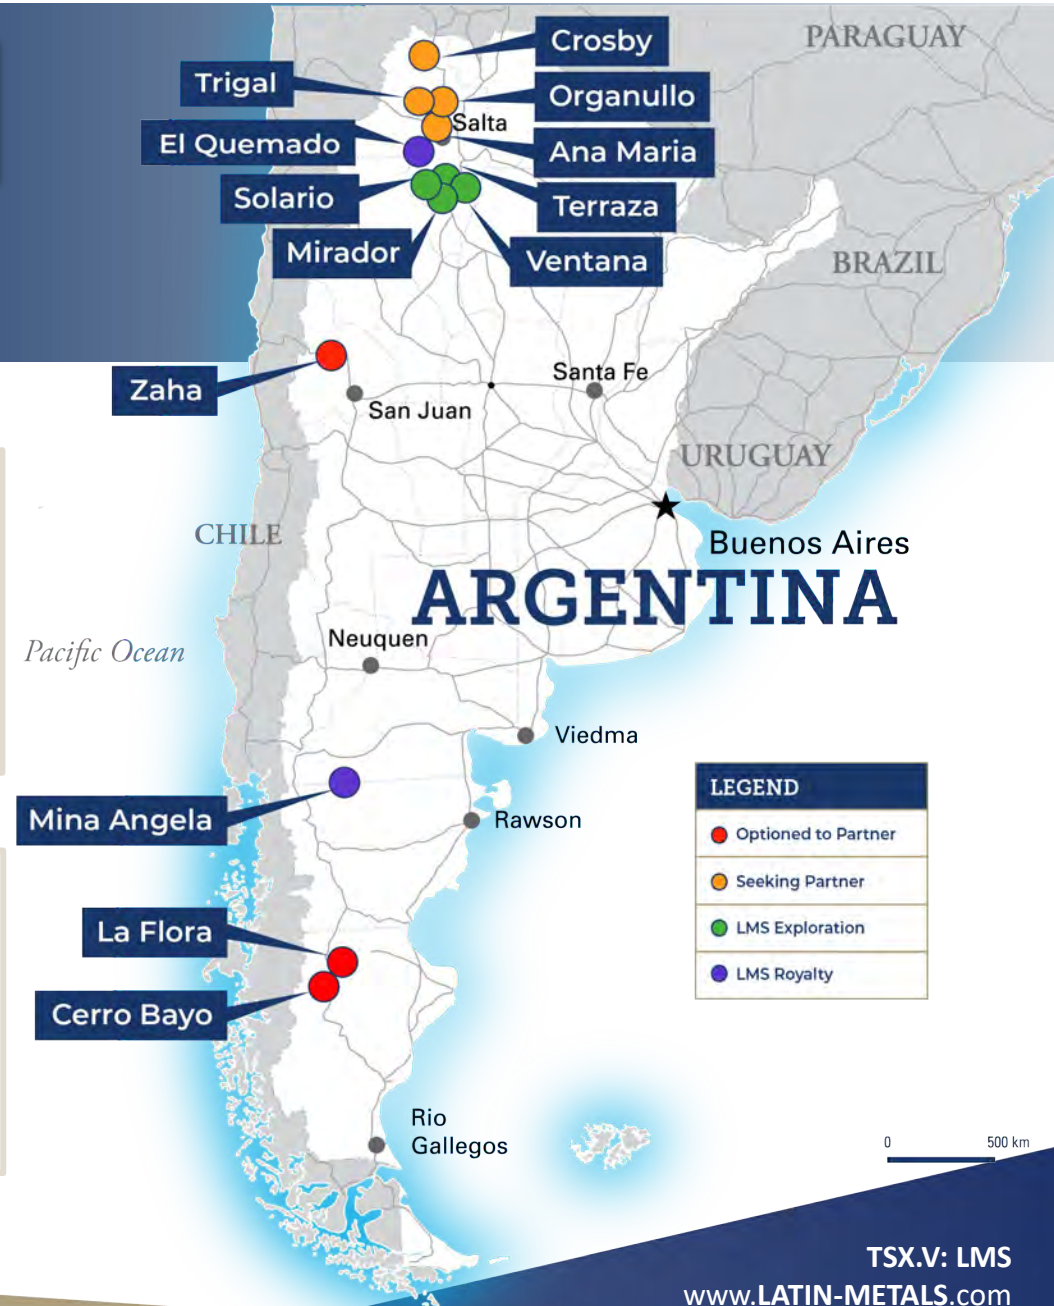 Crosby
PARAGUAY
Trigal
Organullo
Salta
El Quemado
Ana Maria
Solario
Terraza
Mirador
Ventana
BRAZIL
Zaha
Santa Fe
San Juan
URUGUAY
CHILE
Buenos Aires
ARGENTINA
Neuquen
Pacific Ocean
Viedma
Mina Angela
Rawson
LEGEND
Optioned to Partner
Seeking Partner
LMS Exploration
LMS Royalty
La Flora
Cerro Bayo
Rio
Gallegos
0 500 km
TSX.V: LMS
www.LATIN-METALS.com